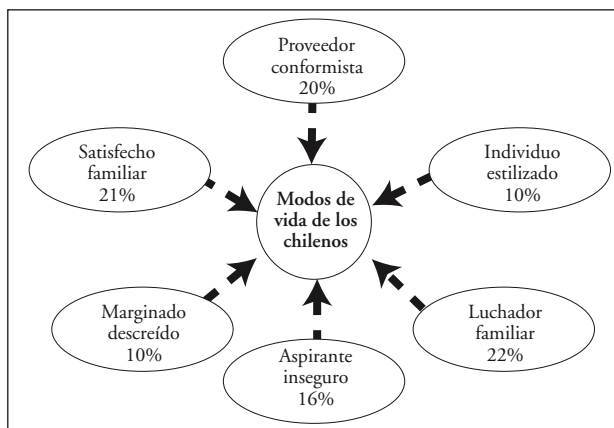 Proveedor
conformista
20%
Satisfecho
familiar
21%
Individuo
estilizado
10%
Modos de
vida de los
chilenos
Marginado
descreído
10%
Aspirante
inseguro
16%
Luchador
familiar
22%